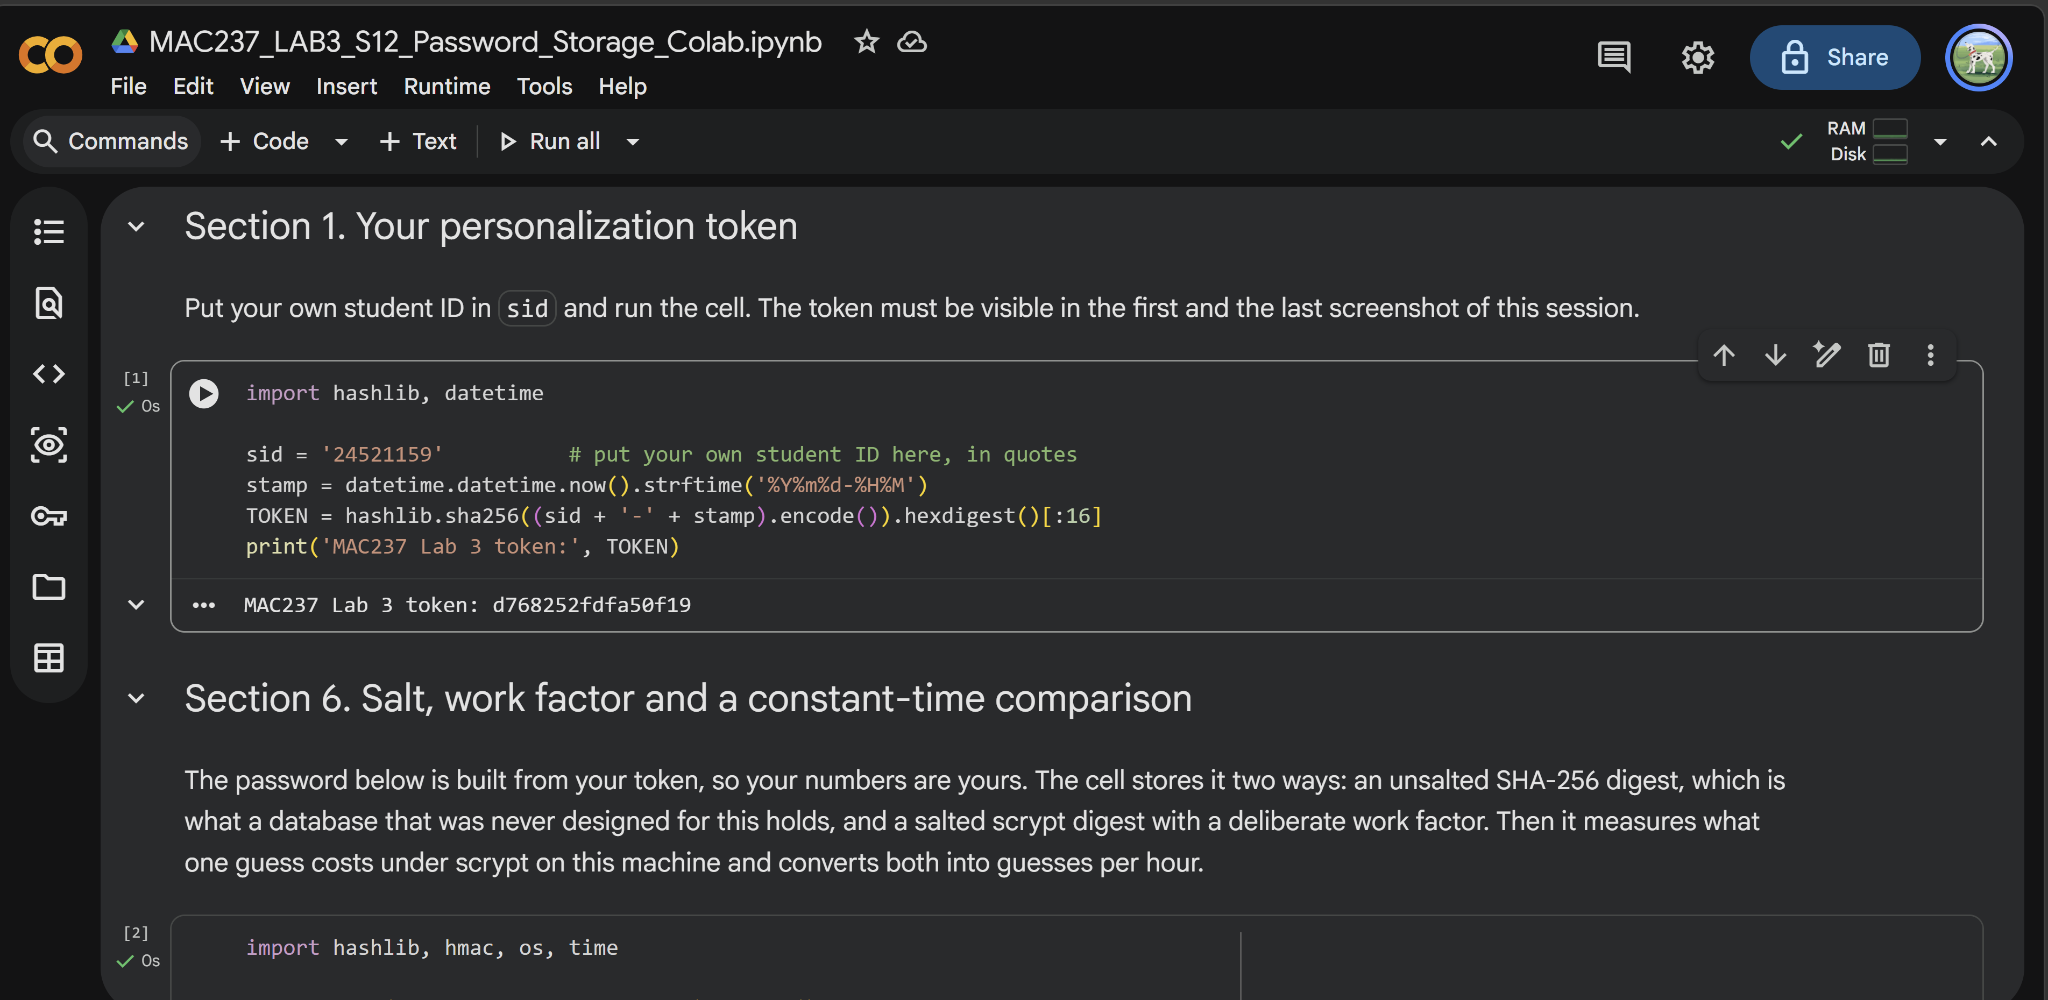 MAC237_LAB3_S12_Password_Storage_Colab.ipynb
File Edit View Insert Runtime Tools Help
Share
Commands + Code + Text Run all
RAM
Disk
Section 1. Your personalization token
Put your own student ID in sid and run the cell. The token must be visible in the first and the last screenshot of this session.
[1]
0s
import hashlib, datetime
sid = '24521159' # put your own student ID here, in quotes
stamp = datetime.datetime.now().strftime('%Y%m%d-%H%M')
TOKEN = hashlib.sha256((sid + '-' + stamp).encode()).hexdigest()[:16]
print('MAC237 Lab 3 token:', TOKEN)
MAC237 Lab 3 token: d768252fdfa50f19
Section 6. Salt, work factor and a constant-time comparison
The password below is built from your token, so your numbers are yours. The cell stores it two ways: an unsalted SHA-256 digest, which is
what a database that was never designed for this holds, and a salted scrypt digest with a deliberate work factor. Then it measures what
one guess costs under scrypt on this machine and converts both into guesses per hour.
[2]
0s
import hashlib, hmac, os, time